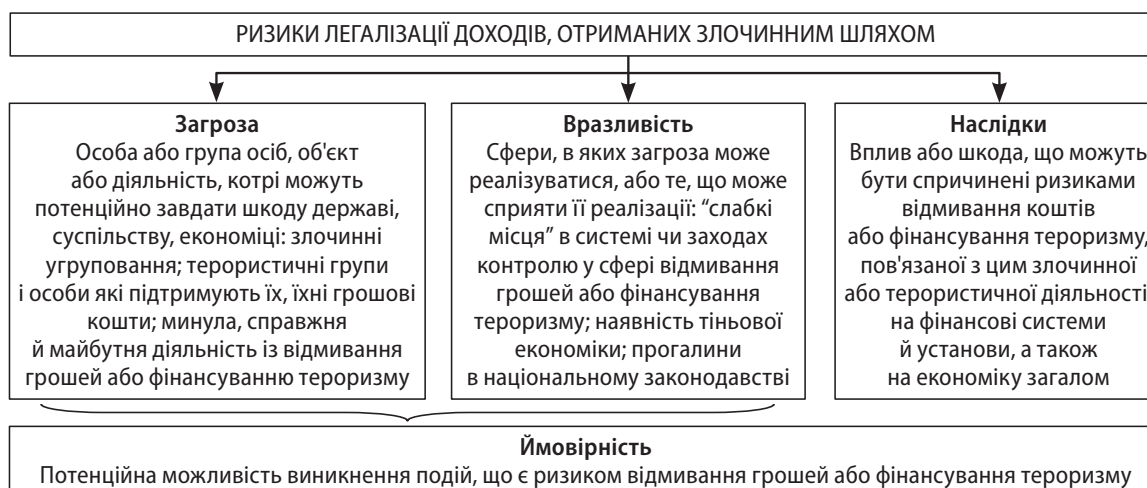 РИЗИКИ ЛЕГАЛІЗАЦІЇ ДОХОДІВ, ОТРИМАНИХ ЗЛОЧИННИМ ШЛЯХОМ
Загроза
Особа або група осіб, об'єкт
або діяльність, котрі можуть
потенційно завдати шкоду державі,
суспільству, економіці: злочинні
угруповання; терористичні групи
і особи які підтримують їх, їхні грошові
кошти; минула, справжня
й майбутня діяльність із відмивання
грошей або фінансуванню тероризму
Вразливість
Сфери, в яких загроза може
реалізуватися, або те, що може
сприяти її реалізації: “слабкі
місця” в системі чи заходах
контролю у сфері відмивання
грошей або фінансування
тероризму; наявність тіньової
економіки; прогалини
в національному законодавстві
Наслідки
Вплив або шкода, що можуть
бути спричинені ризиками
відмивання коштів
або фінансування тероризму,
пов'язаної з цим злочинної
або терористичної діяльності
на фінансові системи
й установи, а також
на економіку загалом
Ймовірність
Потенційна можливість виникнення подій, що є ризиком відмивання грошей або фінансування тероризму